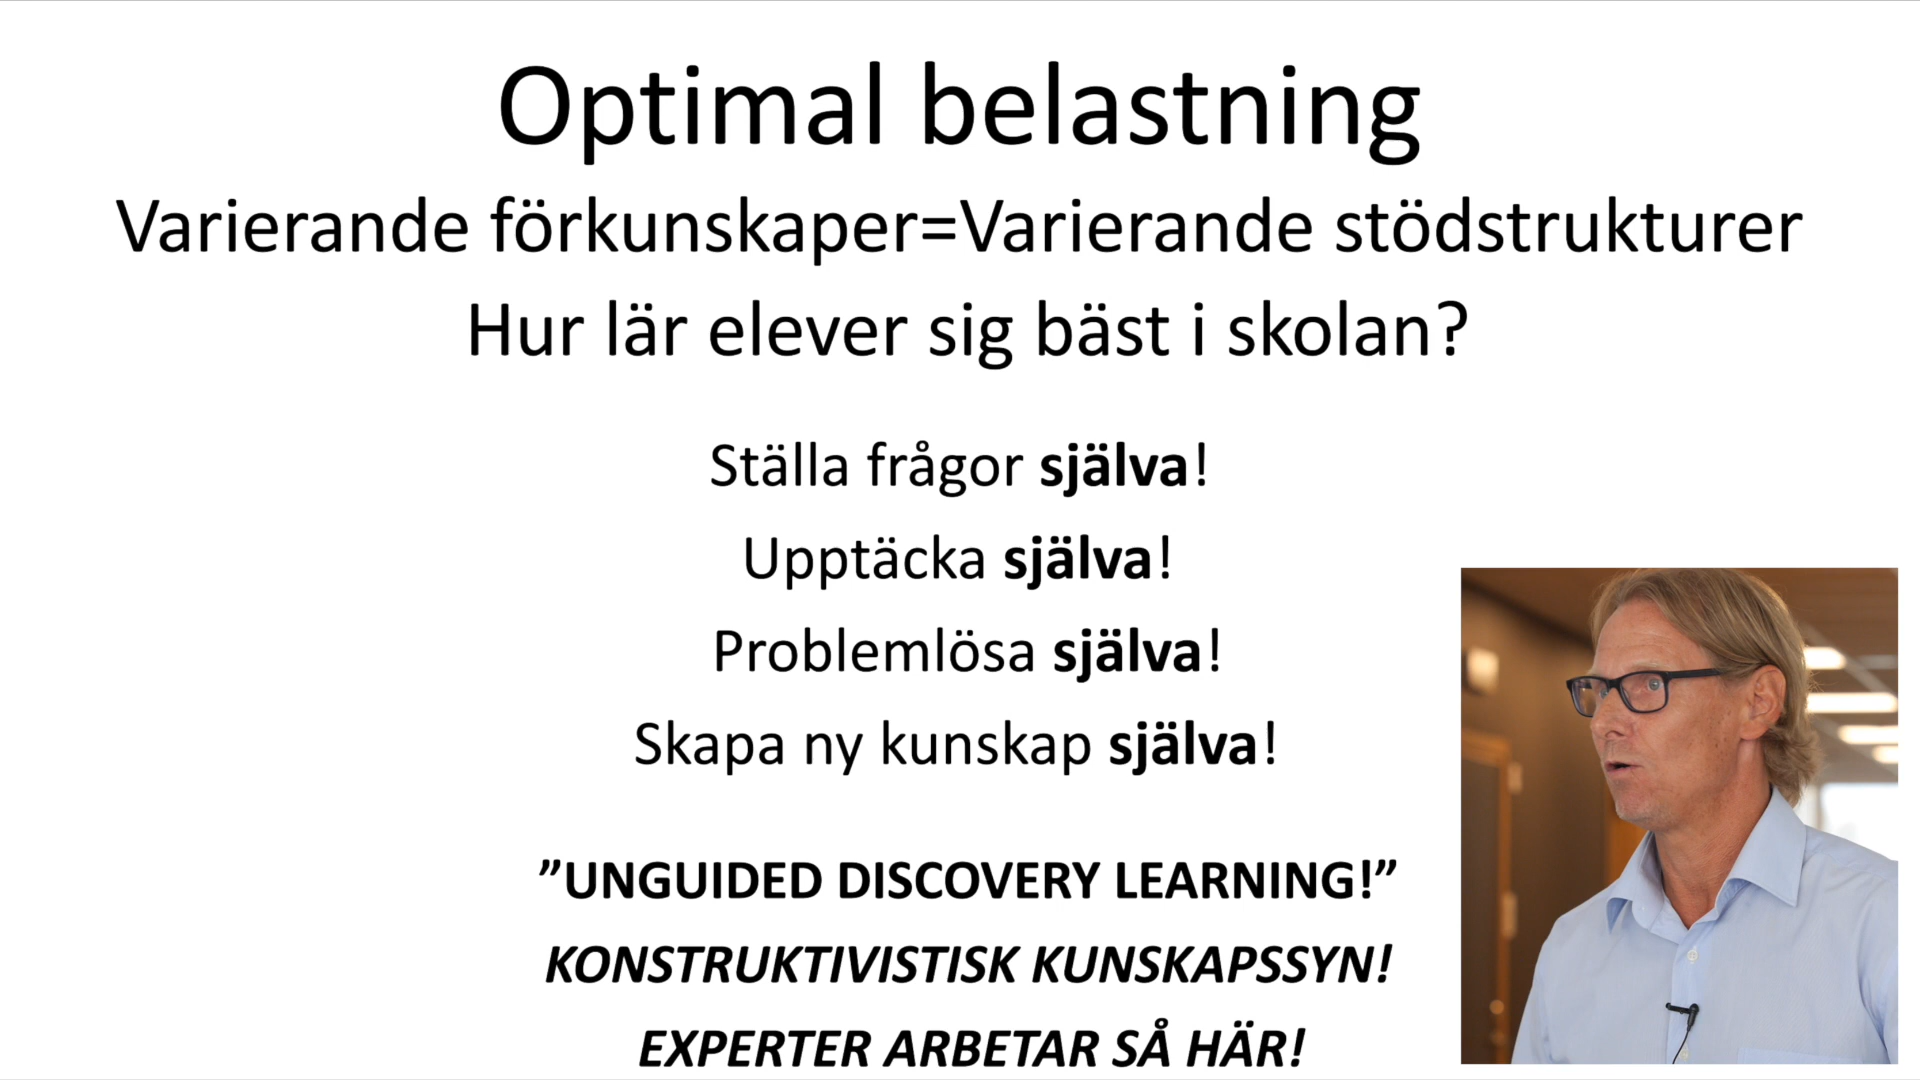 Optimal belastning
Varierande förkunskaper=Varierande stödstrukturer
Hur lär elever sig bäst i skolan?
Ställa frågor själva!
Upptäcka själva!
Problemlösa själva!
Skapa ny kunskap själva!
”UNGUIDED DISCOVERY LEARNING!”
KONSTRUKTIVISTISK KUNSKAPSSYN!
EXPERTER ARBETAR SÅ HÄR!